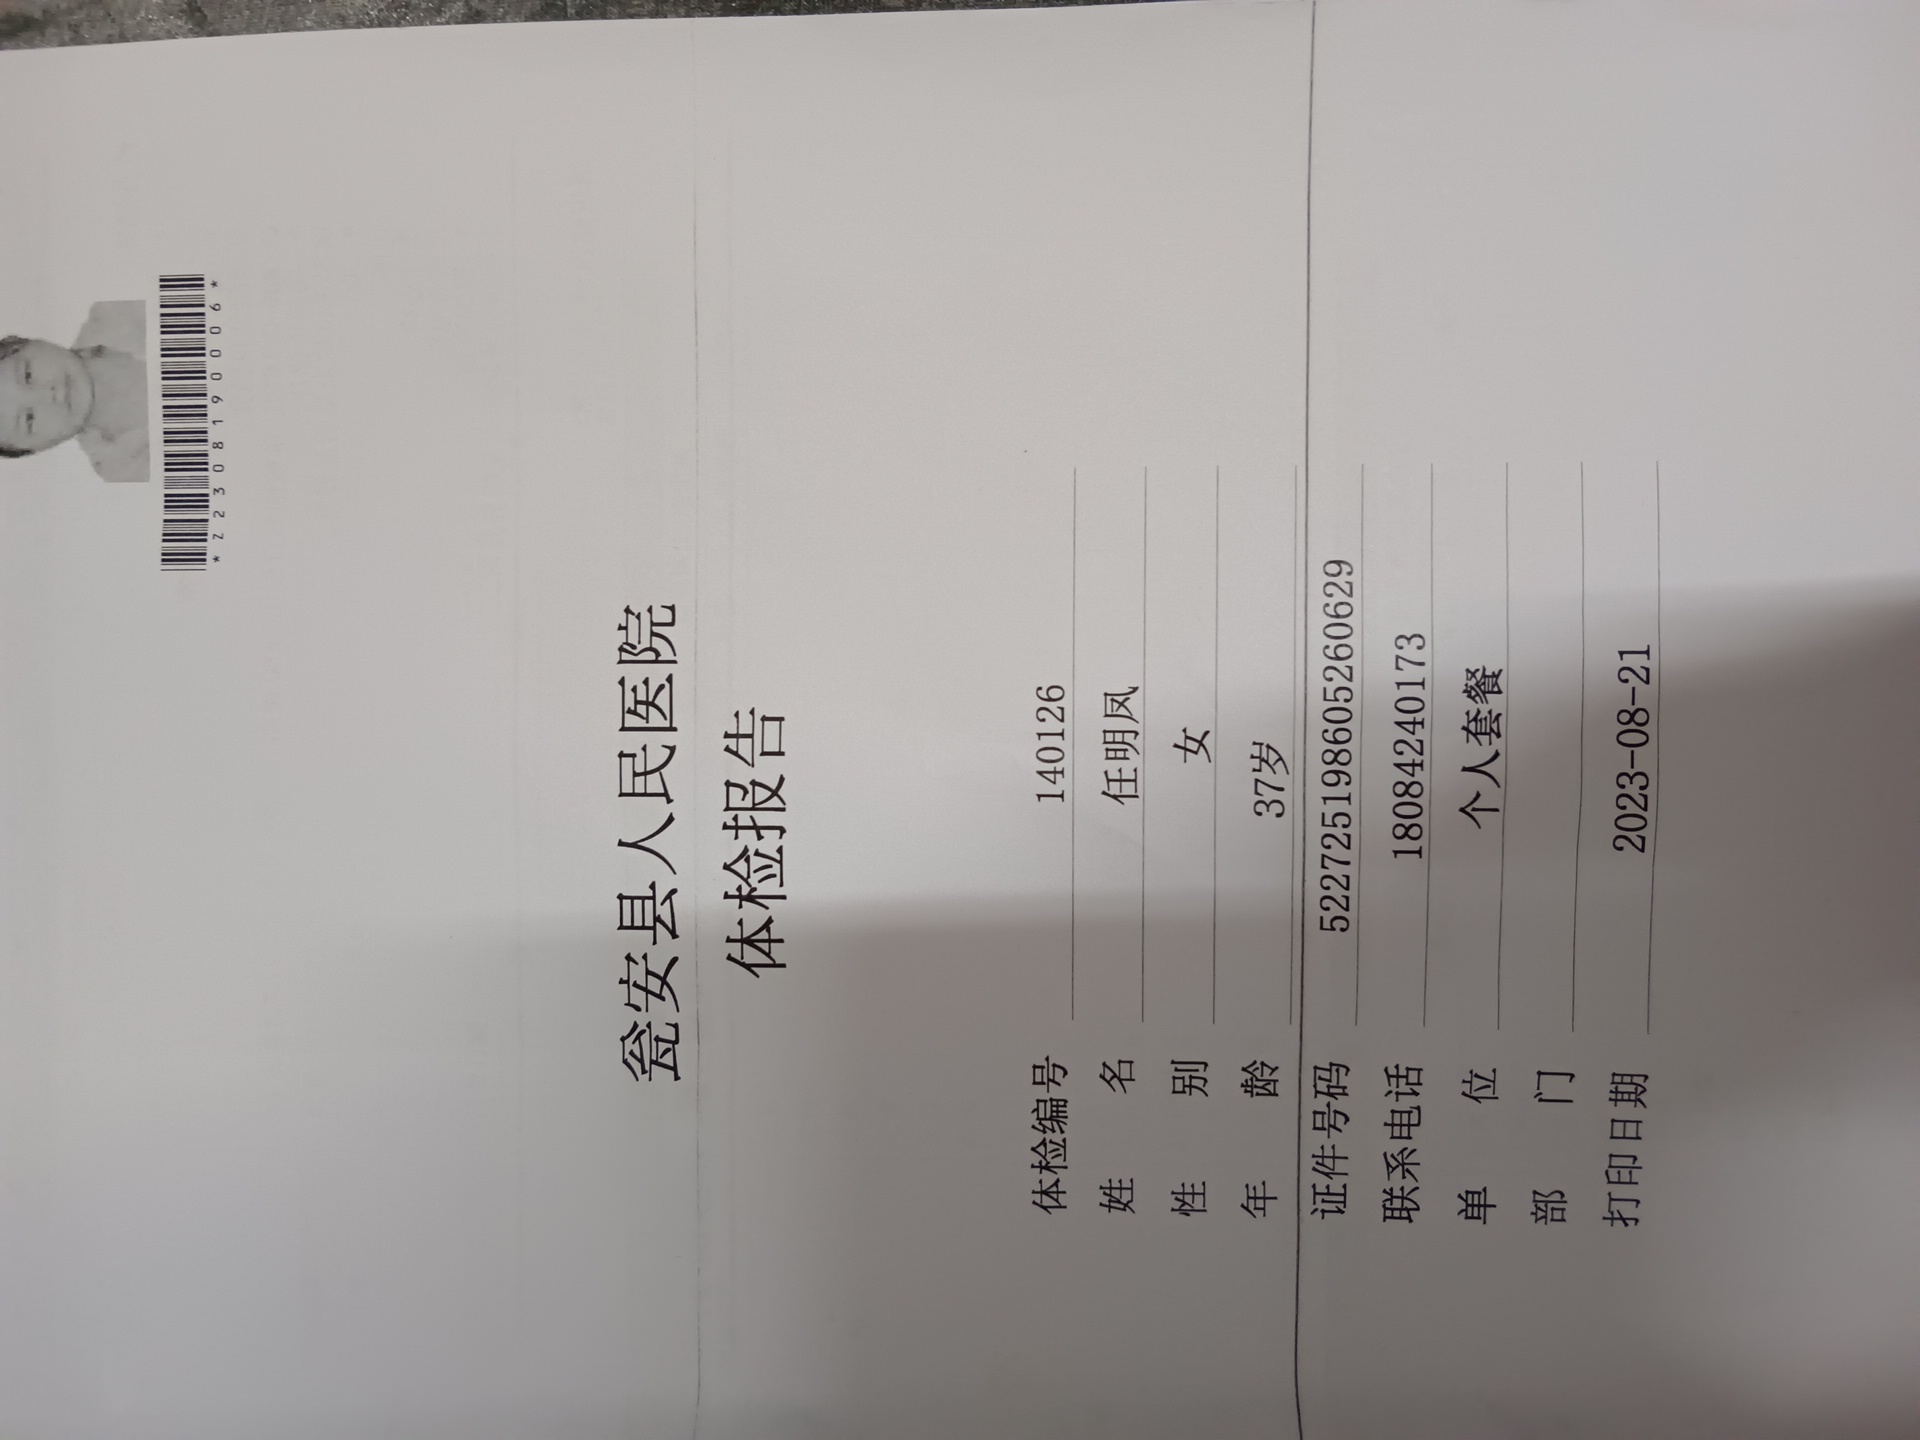 *Z2308190006*
瓮安县人民医院
体检报告
体检编号 140126
姓名 任明凤
性别 女
年龄 37岁
证件号码 522725198605260629
联系电话 18084240173
单位 个人套餐
部门
打印日期 2023-08-21